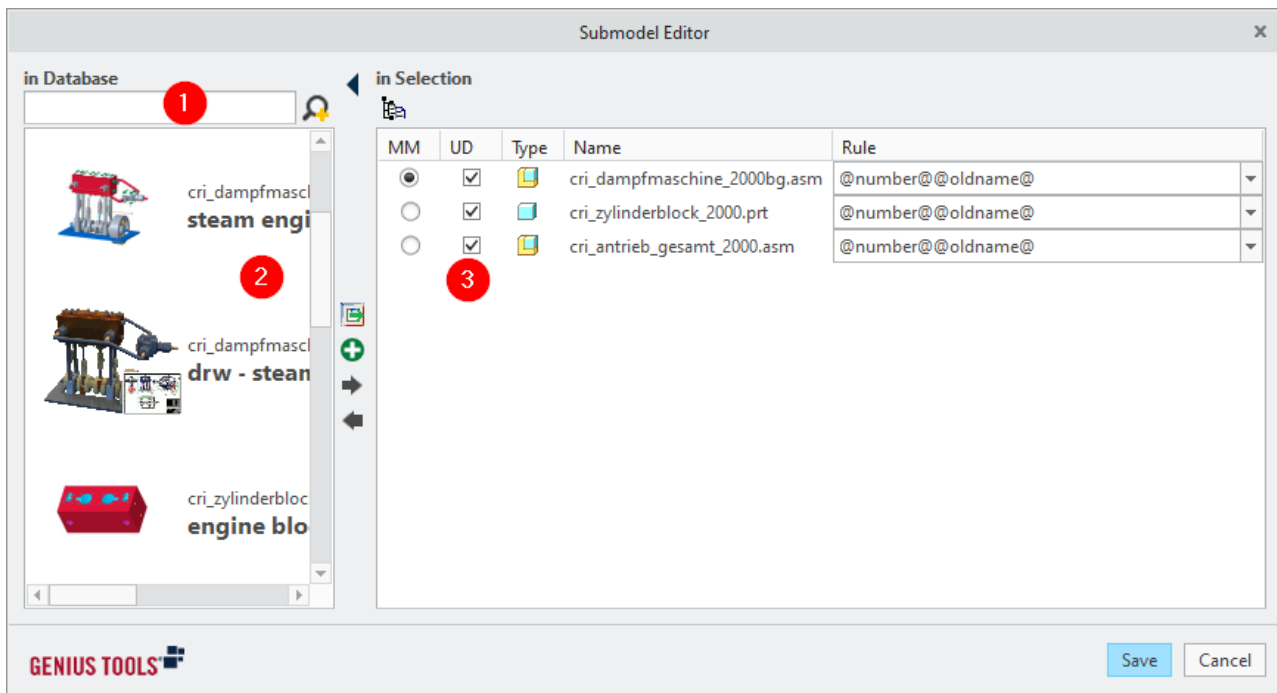 Submodel Editor
in Database
1
cri_dampfmascl
steam engi
2
cri_dampfmascl
drw - stean
cri_zylinderbloc
engine blo
in Selection
MM UD Type Name Rule
cri_dampfmaschine_2000bg.asm @number@@oldname@
cri_zylinderblock_2000.prt @number@@oldname@
cri_antrieb_gesamt_2000.asm @number@@oldname@
3
GENIUS TOOLS
Save Cancel